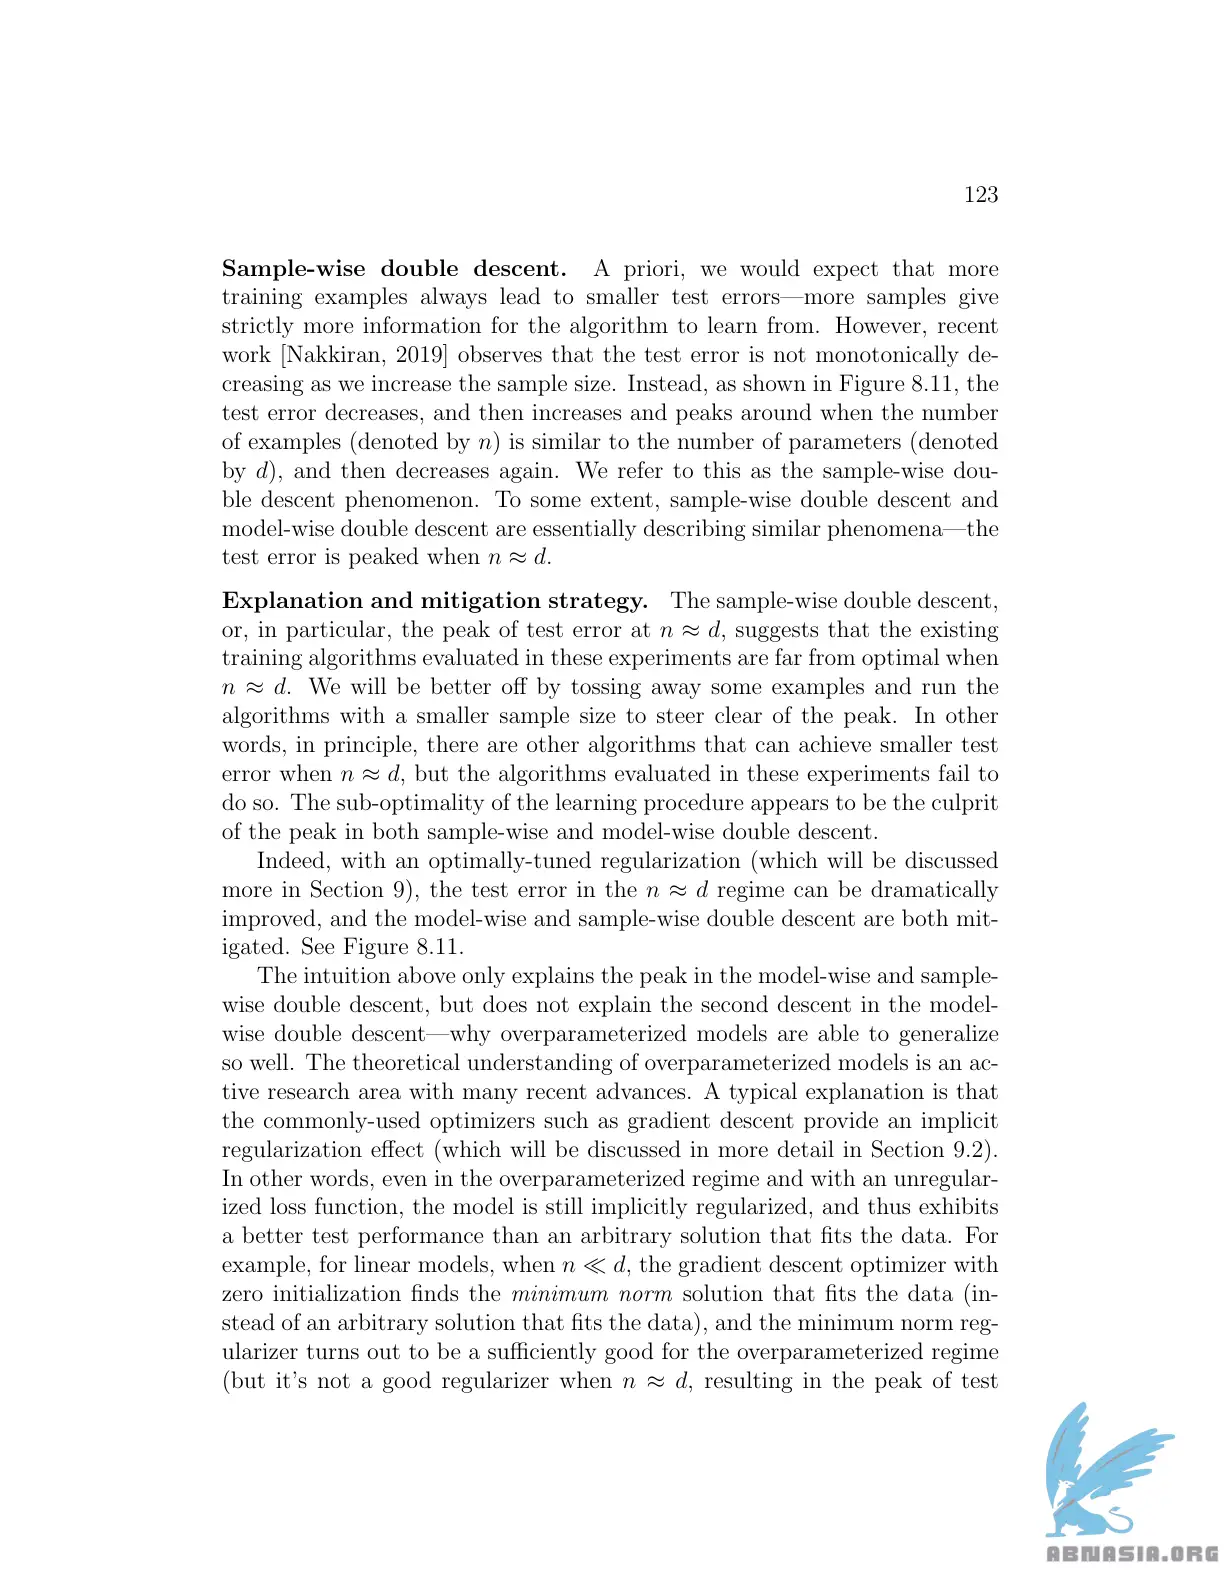 123
Sample-wise double descent. A priori, we would expect that more
training examples always lead to smaller test errors—more samples give
strictly more information for the algorithm to learn from. However, recent
work [Nakkiran, 2019] observes that the test error is not monotonically de-
creasing as we increase the sample size. Instead, as shown in Figure 8.11, the
test error decreases, and then increases and peaks around when the number
of examples (denoted by n) is similar to the number of parameters (denoted
by d), and then decreases again. We refer to this as the sample-wise dou-
ble descent phenomenon. To some extent, sample-wise double descent and
model-wise double descent are essentially describing similar phenomena—the
test error is peaked when n ≈ d.
Explanation and mitigation strategy. The sample-wise double descent,
or, in particular, the peak of test error at n ≈ d, suggests that the existing
training algorithms evaluated in these experiments are far from optimal when
n ≈ d. We will be better off by tossing away some examples and run the
algorithms with a smaller sample size to steer clear of the peak. In other
words, in principle, there are other algorithms that can achieve smaller test
error when n ≈ d, but the algorithms evaluated in these experiments fail to
do so. The sub-optimality of the learning procedure appears to be the culprit
of the peak in both sample-wise and model-wise double descent.
Indeed, with an optimally-tuned regularization (which will be discussed
more in Section 9), the test error in the n ≈ d regime can be dramatically
improved, and the model-wise and sample-wise double descent are both mit-
igated. See Figure 8.11.
The intuition above only explains the peak in the model-wise and sample-
wise double descent, but does not explain the second descent in the model-
wise double descent—why overparameterized models are able to generalize
so well. The theoretical understanding of overparameterized models is an ac-
tive research area with many recent advances. A typical explanation is that
the commonly-used optimizers such as gradient descent provide an implicit
regularization effect (which will be discussed in more detail in Section 9.2).
In other words, even in the overparameterized regime and with an unregular-
ized loss function, the model is still implicitly regularized, and thus exhibits
a better test performance than an arbitrary solution that fits the data. For
example, for linear models, when n ≪ d, the gradient descent optimizer with
zero initialization finds the minimum norm solution that fits the data (in-
stead of an arbitrary solution that fits the data), and the minimum norm reg-
ularizer turns out to be a sufficiently good for the overparameterized regime
(but it's not a good regularizer when n ≈ d, resulting in the peak of test
ABNASIA.ORG